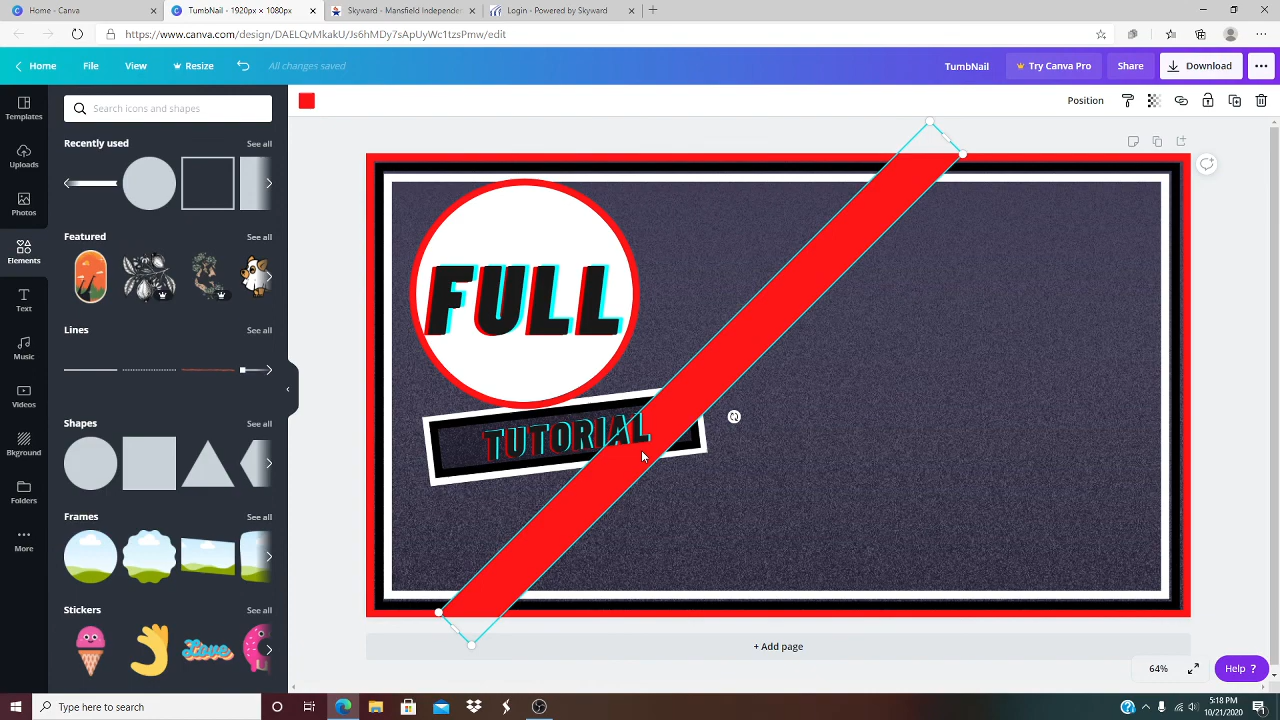 Home - Canva
TumbNail - 1920px × 1080px
Skyward - Mansfield Independen
Login - Powered by Skyward
https://www.canva.com/design/DAELQvMkakU/Js6hMDy7sApUyWc1tzsPmw/edit
Home
File
View
Resize
All changes saved
TumbNail
Try Canva Pro
Share
Download
Templates
Uploads
Photos
Elements
Text
Music
Videos
Bkground
Folders
More
Search icons and shapes
Recently used
See all
Featured
See all
Lines
See all
Shapes
See all
Frames
See all
Stickers
See all
Love
Position
FULL
TUTORIAL
+ Add page
64%
Help ?
Type here to search
5:18 PM
10/21/2020